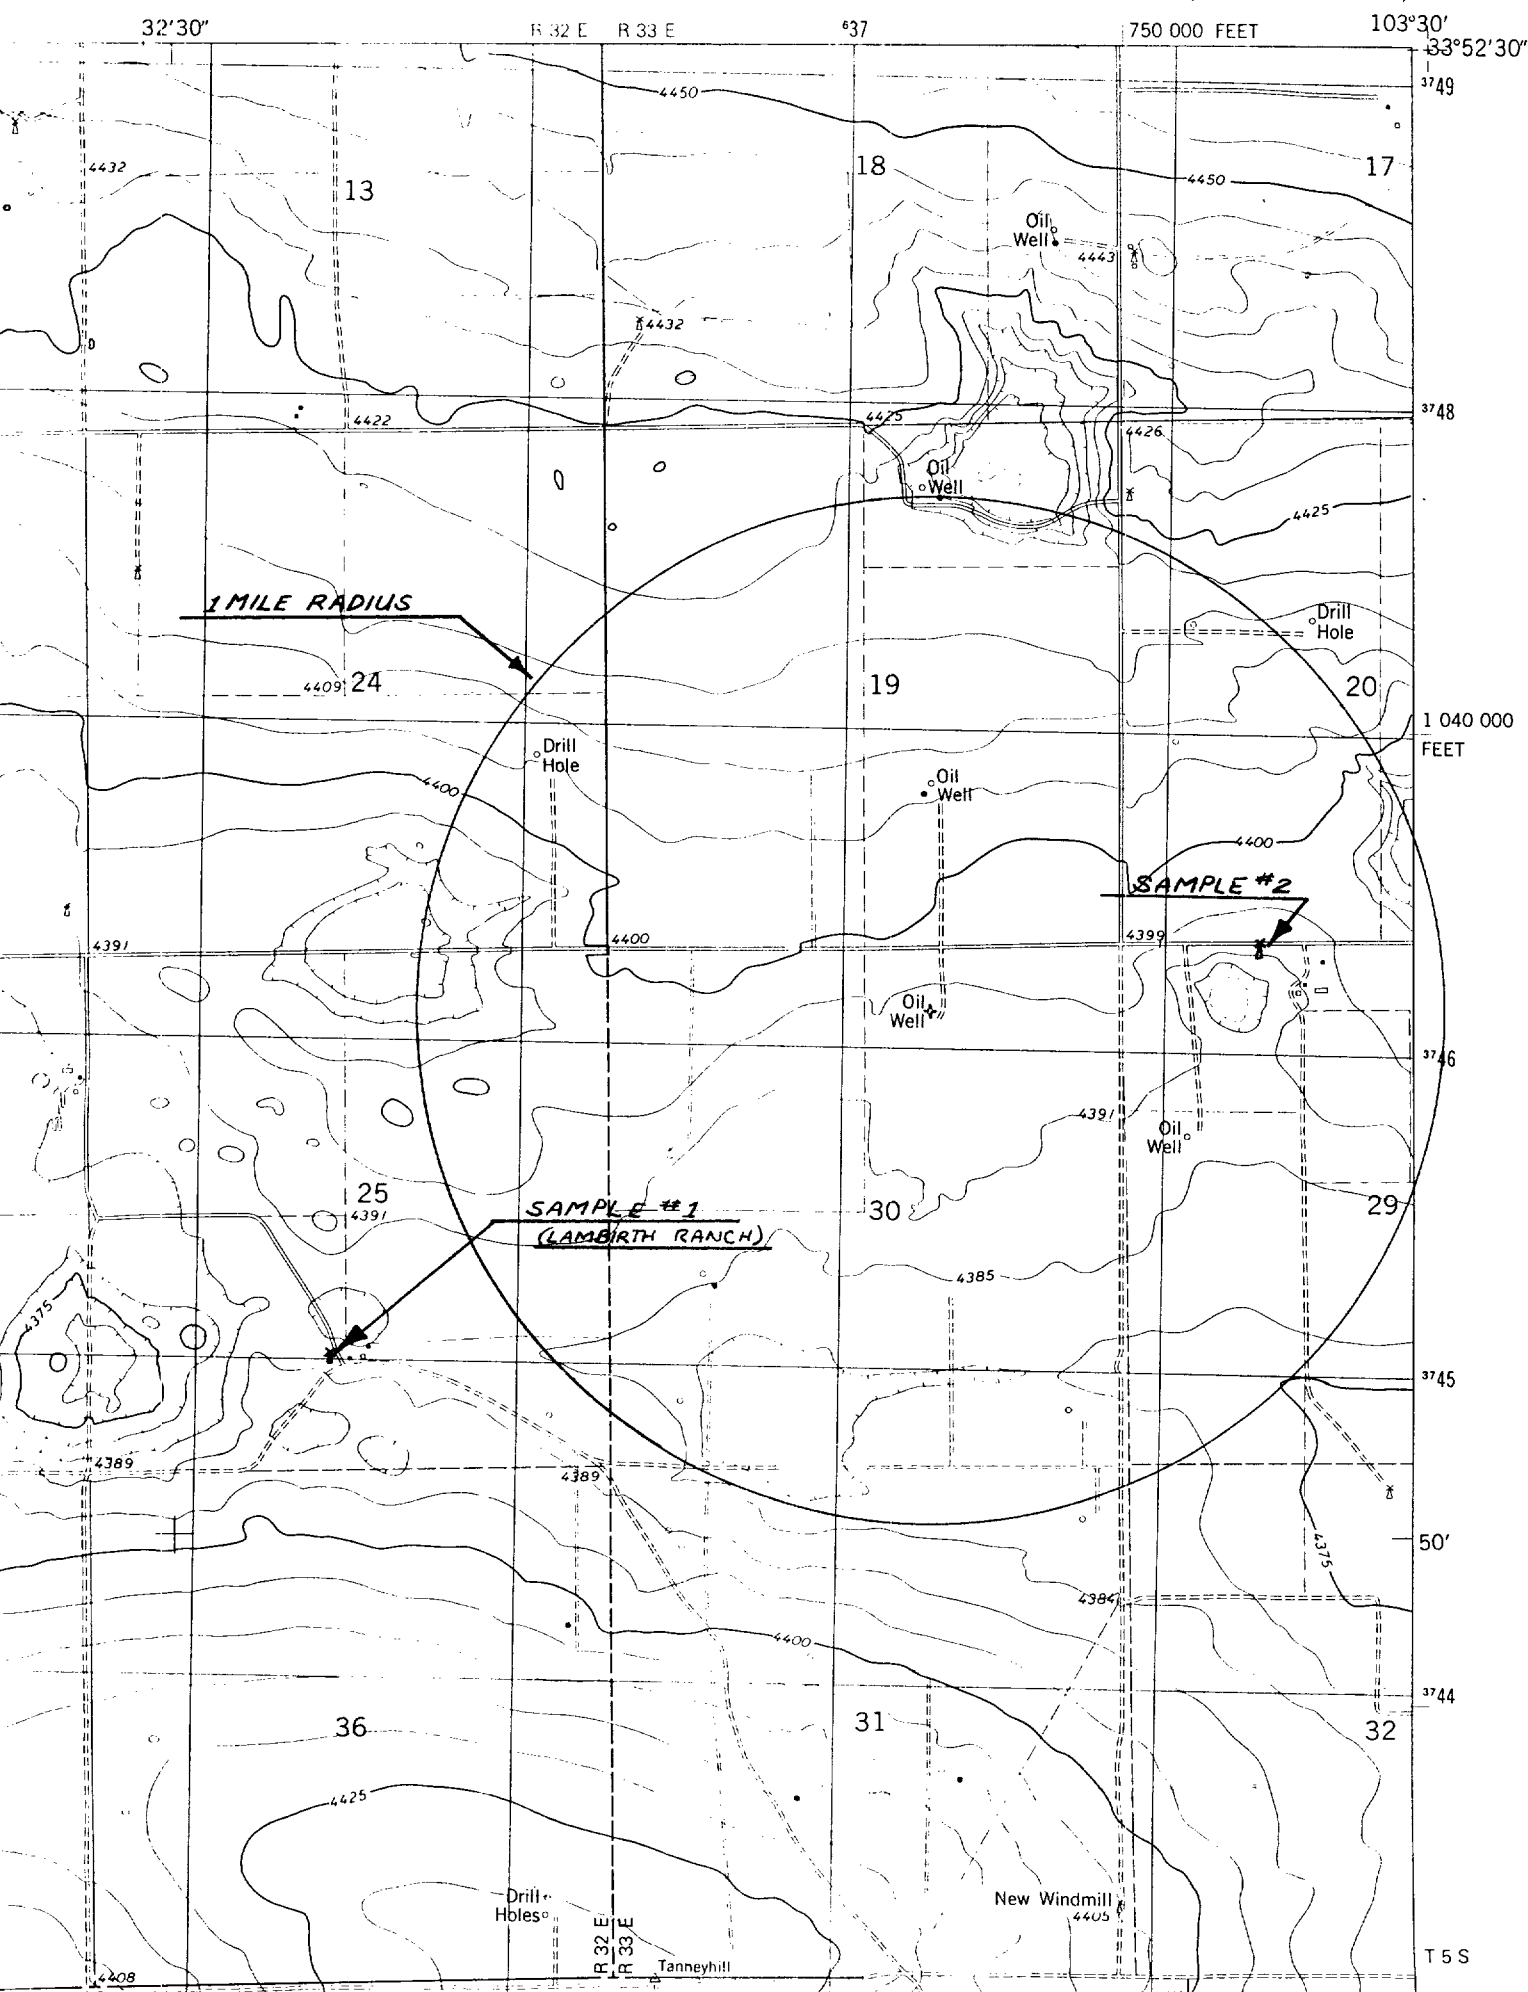 32'30"
R 32 E
R 33 E
637
750 000 FEET
103°30'
33°52'30"
3749
4450
4432
13
18
17
4450
Oil
Well
4443
4432
3748
4422
4425
4426
Oil
Well
4425
1 MILE RADIUS
Drill
Hole
4409
24
19
20
1 040 000
FEET
Drill
Hole
4400
Oil
Well
4400
SAMPLE #2
4391
4400
4399
Oil
Well
3746
4391
Oil
Well
25
4391
SAMPLE #1
(LAMBIRTH RANCH)
30
29
4385
4375
3745
4389
4389
50'
4375
4384
4400
3744
36
31
32
4425
Drill
Holes
R 32 E
R 33 E
New Windmill
4405
T 5 S
Tanneyhill
4408